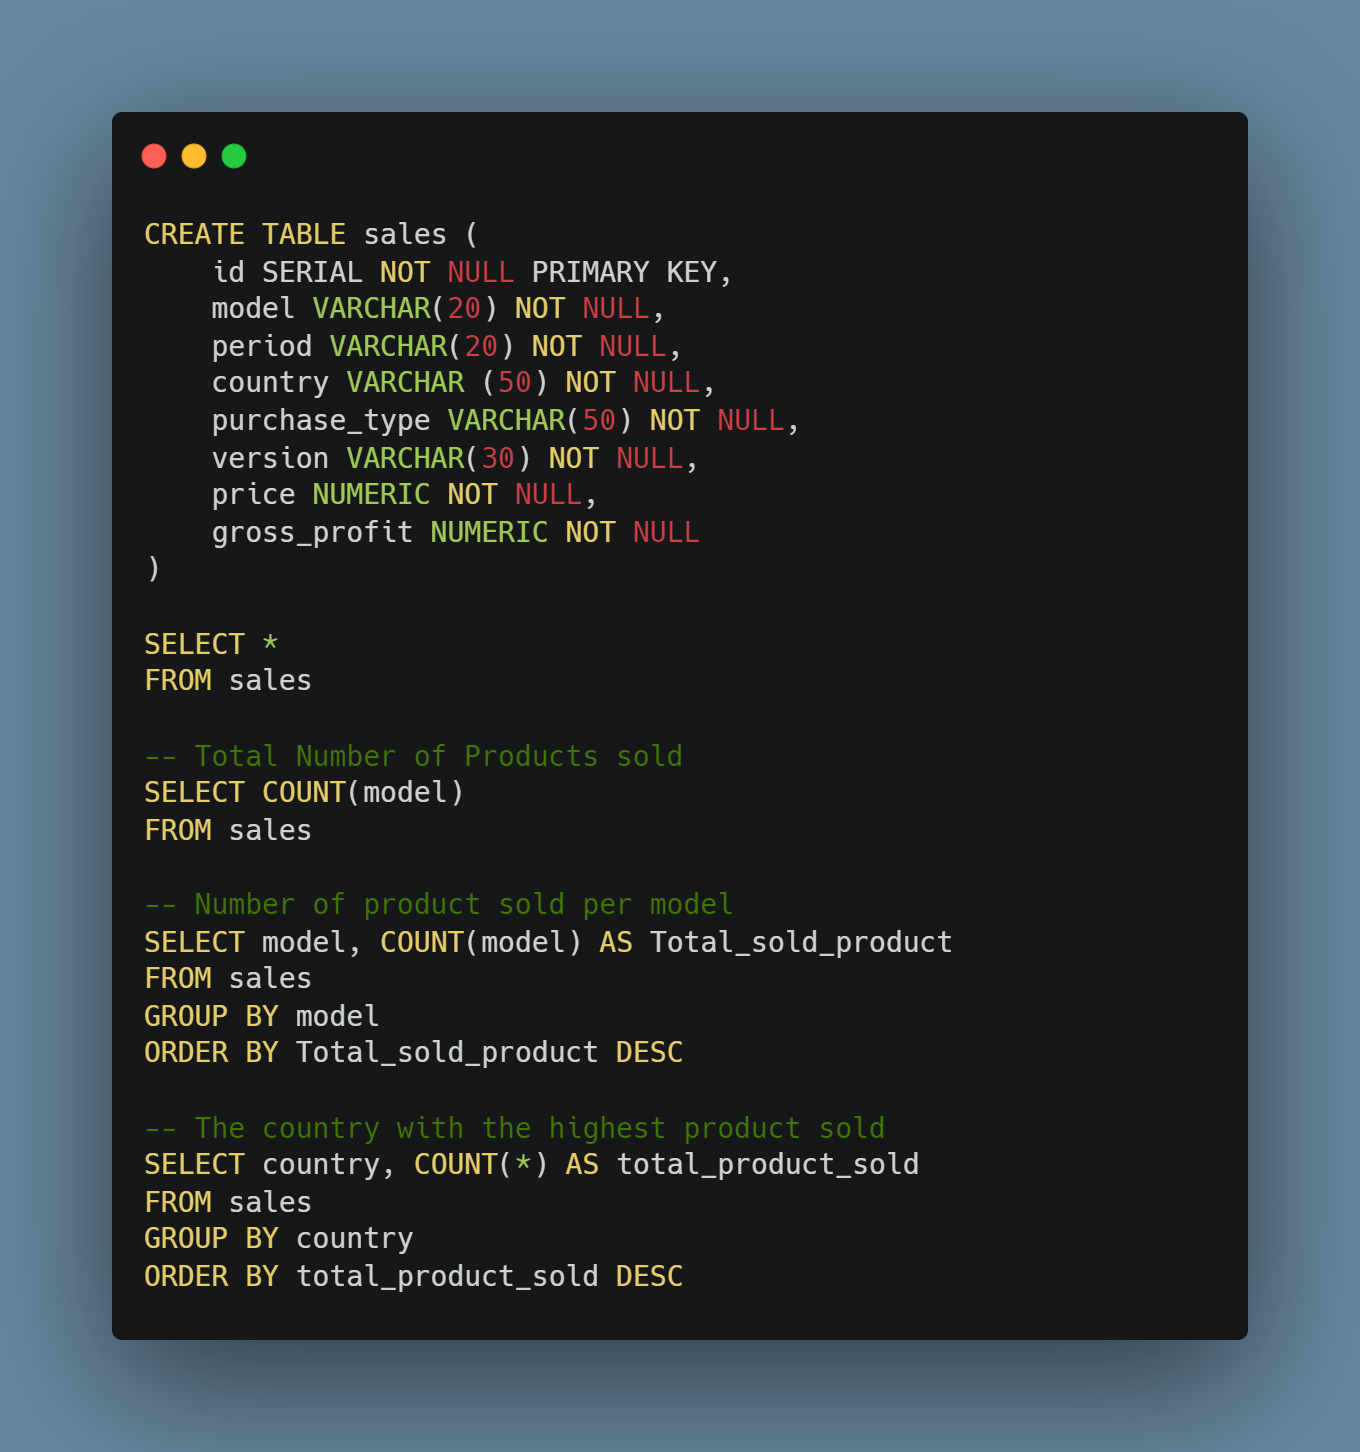 CREATE TABLE sales (
    id SERIAL NOT NULL PRIMARY KEY,
    model VARCHAR(20) NOT NULL,
    period VARCHAR(20) NOT NULL,
    country VARCHAR (50) NOT NULL,
    purchase_type VARCHAR(50) NOT NULL,
    version VARCHAR(30) NOT NULL,
    price NUMERIC NOT NULL,
    gross_profit NUMERIC NOT NULL
)

SELECT *
FROM sales

-- Total Number of Products sold
SELECT COUNT(model)
FROM sales

-- Number of product sold per model
SELECT model, COUNT(model) AS Total_sold_product
FROM sales
GROUP BY model
ORDER BY Total_sold_product DESC

-- The country with the highest product sold
SELECT country, COUNT(*) AS total_product_sold
FROM sales
GROUP BY country
ORDER BY total_product_sold DESC